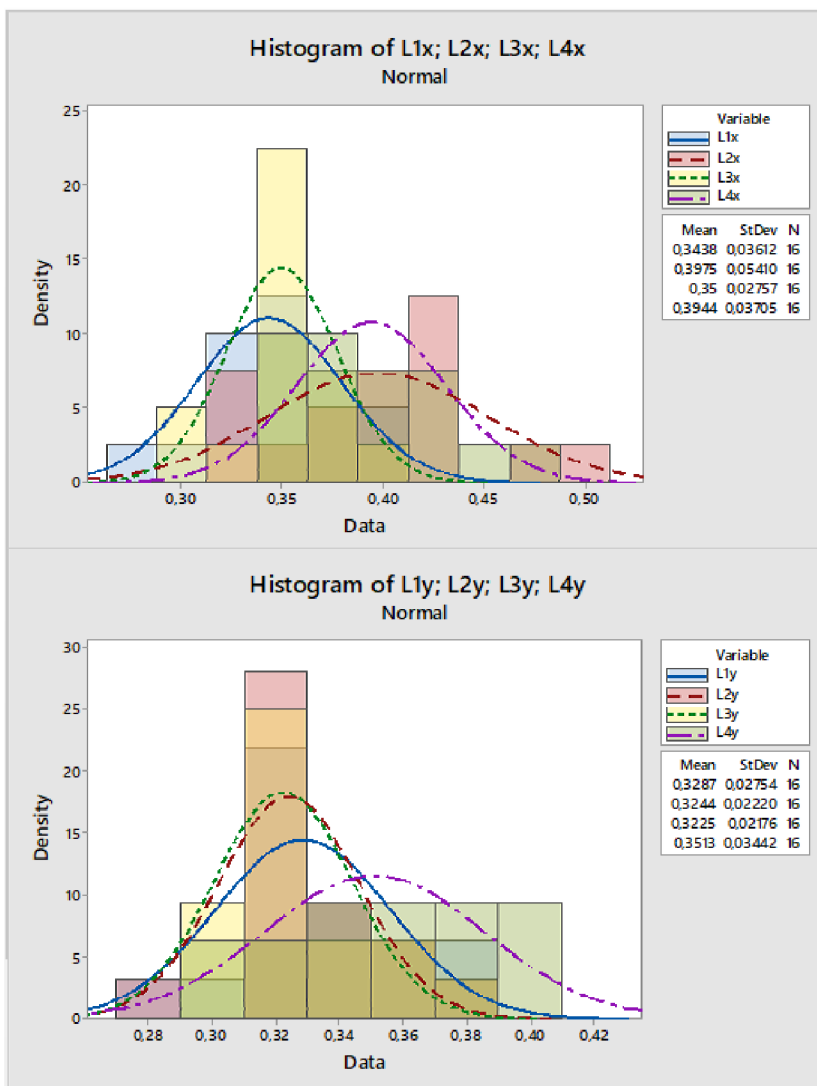 Histogram of L1x; L2x; L3x; L4x
Normal
25
20
15
10
5
0
Density
0,30 0,35 0,40 0,45 0,50
Data
Variable
L1x
L2x
L3x
L4x
Mean StDev N
0,3438 0,03612 16
0,3975 0,05410 16
0,35 0,02757 16
0,3944 0,03705 16
Histogram of L1y; L2y; L3y; L4y
Normal
30
25
20
15
10
5
0
Density
0,28 0,30 0,32 0,34 0,36 0,38 0,40 0,42
Data
Variable
L1y
L2y
L3y
L4y
Mean StDev N
0,3287 0,02754 16
0,3244 0,02220 16
0,3225 0,02176 16
0,3513 0,03442 16